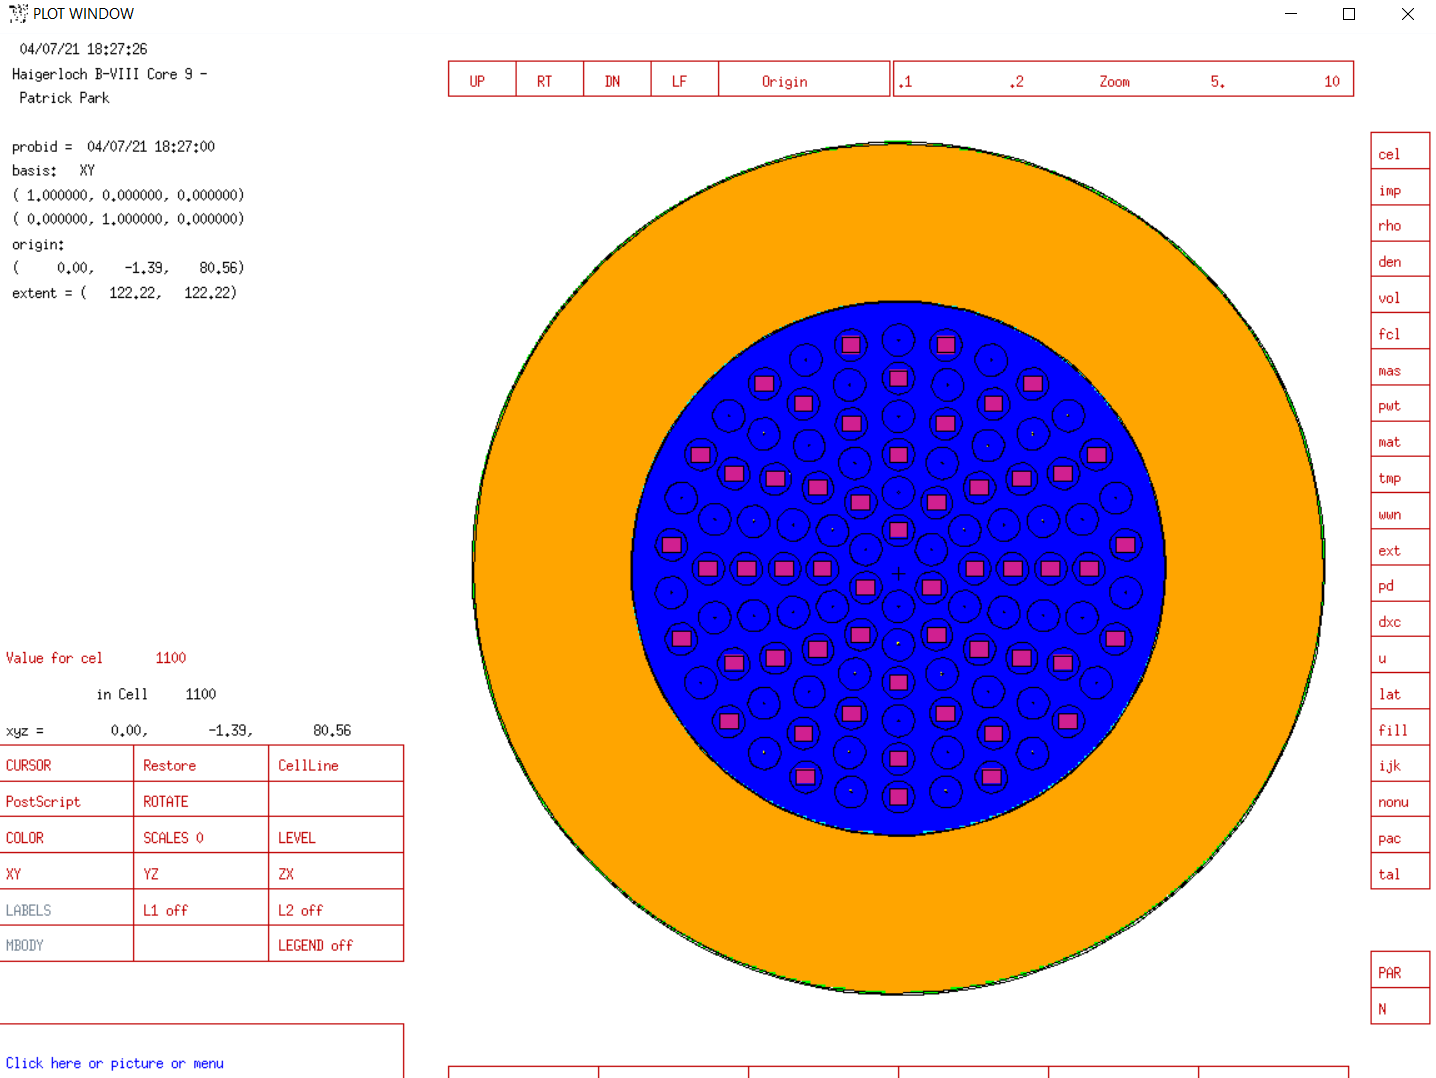 PLOT WINDOW
04/07/21 18:27:26
Haigerloch B-VIII Core 9 -
Patrick Park
probid = 04/07/21 18:27:00
basis: XY
( 1.000000, 0.000000, 0.000000)
( 0.000000, 1.000000, 0.000000)
origin:
( 0.00, -1.39, 80.56)
extent = ( 122.22, 122.22)
UP RT DN LF Origin .1 .2 Zoom 5. 10
cel
imp
rho
den
vol
fcl
mas
pwt
mat
tmp
wwn
ext
pd
dxc
u
lat
fill
ijk
nonu
pac
tal
PAR
N
Value for cel 1100
in Cell 1100
xyz = 0.00, -1.39, 80.56
CURSOR Restore CellLine
PostScript ROTATE
COLOR SCALES 0 LEVEL
XY YZ ZX
LABELS L1 off L2 off
MBODY LEGEND off
Click here or picture or menu